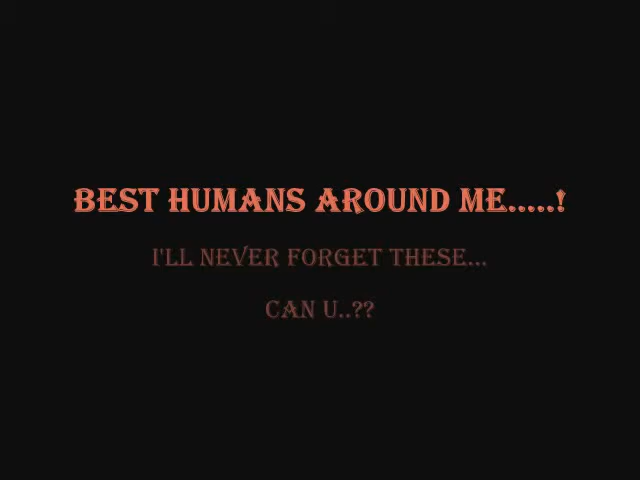 BEST HUMANS AROUND ME.....!
I'LL NEVER FORGET THESE...
CAN U..??